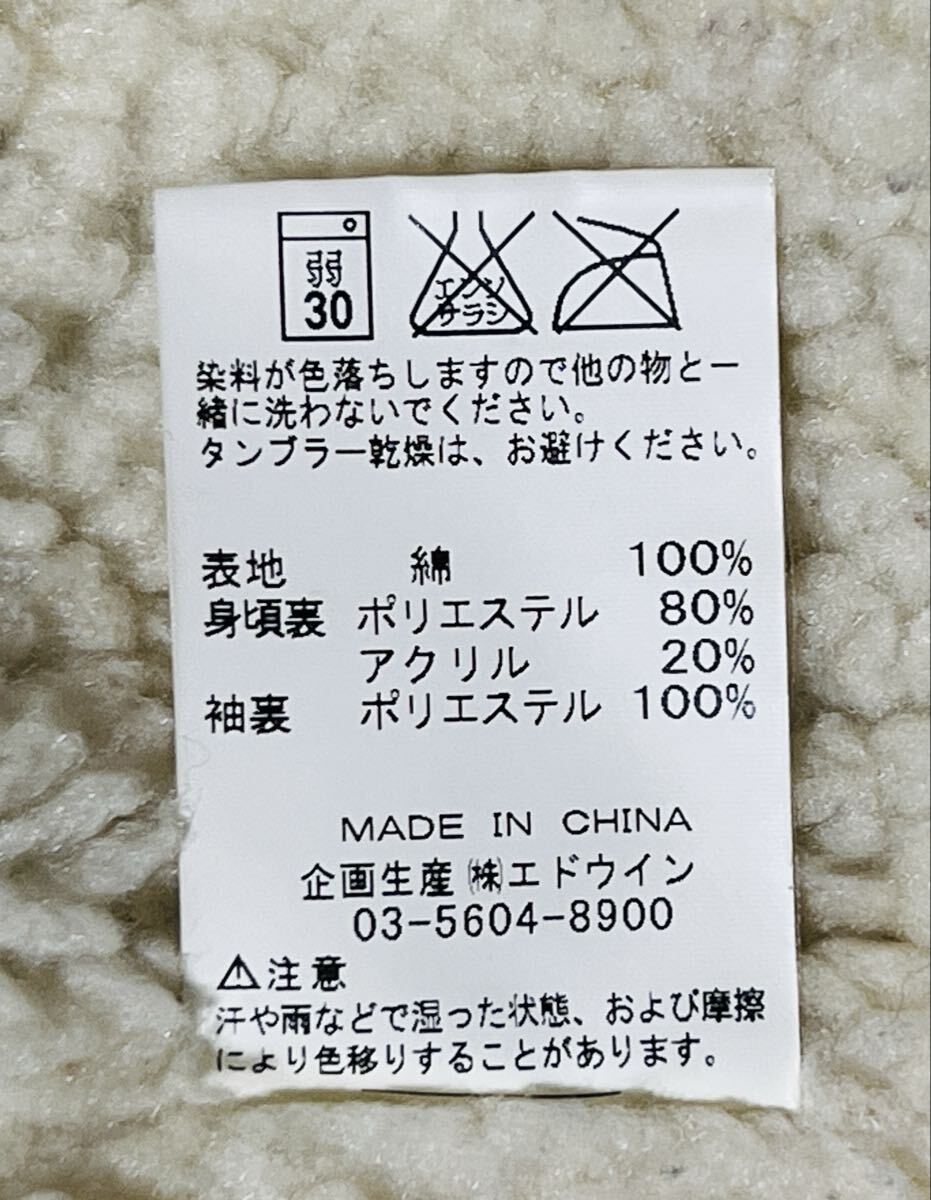 弱
30
エンソ
サラシ
染料が色落ちしますので他の物と一
緒に洗わないでください。
タンブラー乾燥は、お避けください。
表地 綿 100%
身頃裏 ポリエステル 80%
アクリル 20%
袖裏 ポリエステル 100%
MADE IN CHINA
企画生産 ㈱エドウイン
03-5604-8900
⚠注意
汗や雨などで湿った状態、および摩擦
により色移りすることがあります。